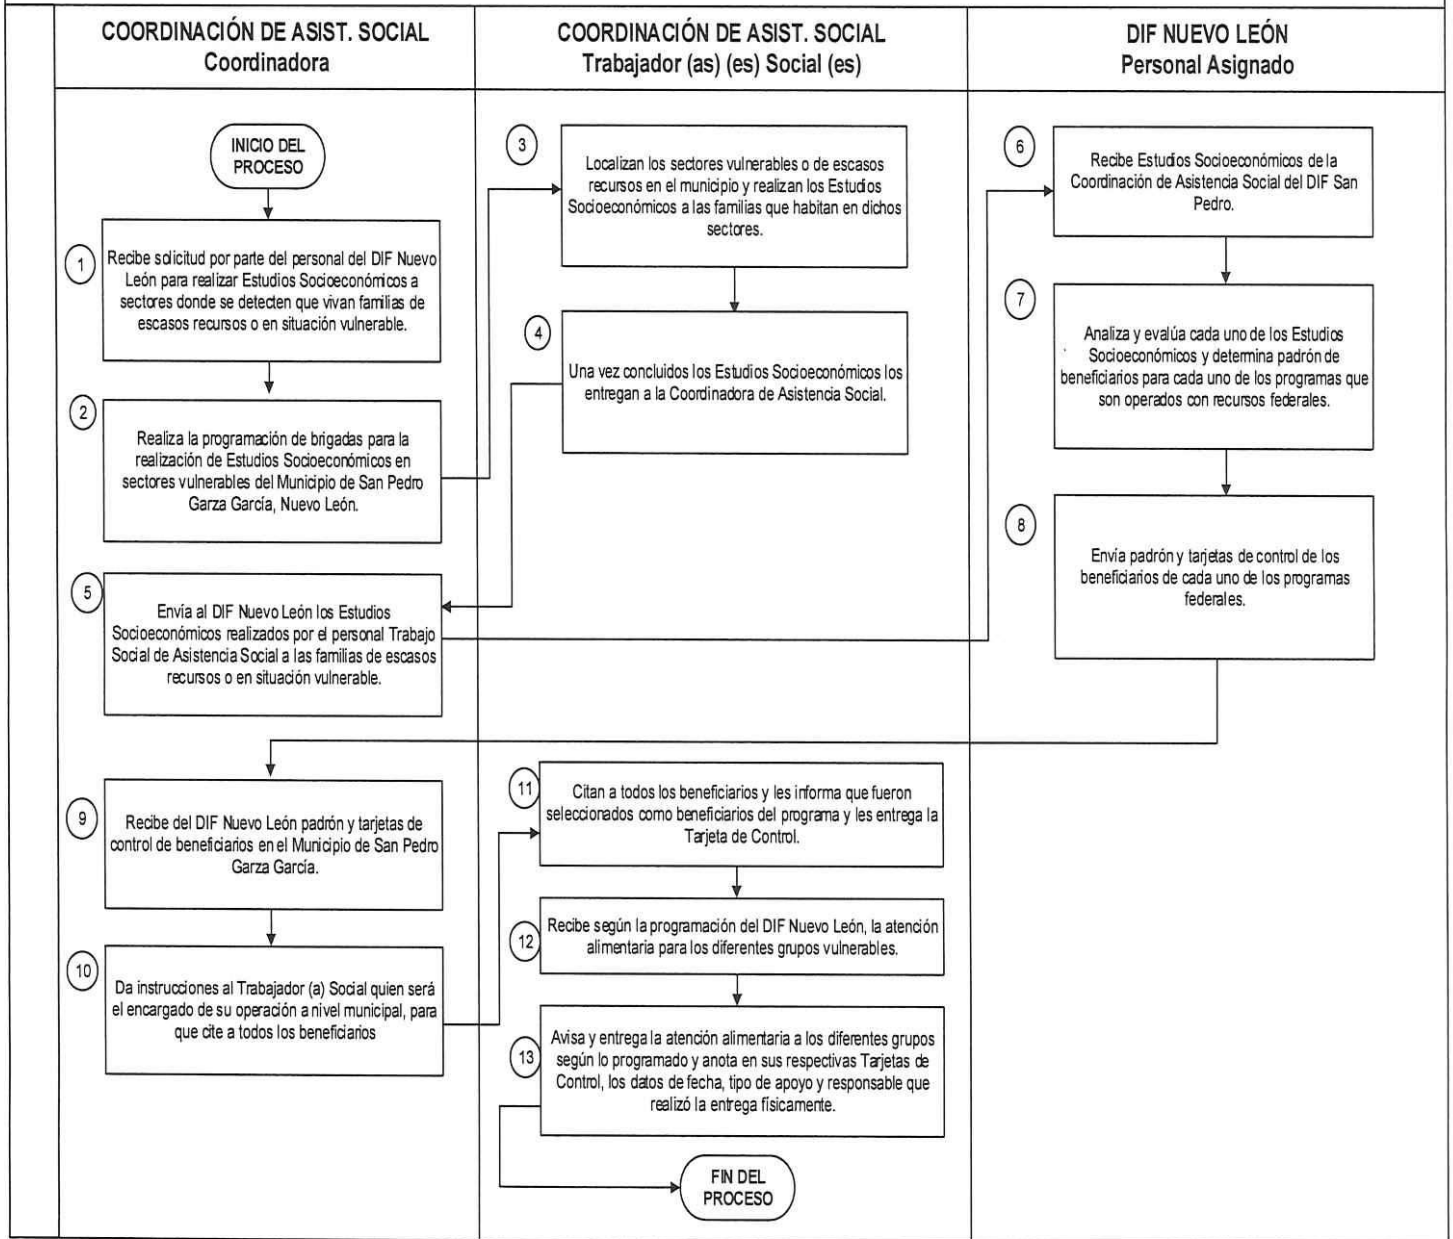 COORDINACIÓN DE ASIST. SOCIAL
Coordinadora
COORDINACIÓN DE ASIST. SOCIAL
Trabajador (as) (es) Social (es)
DIF NUEVO LEÓN
Personal Asignado
INICIO DEL
PROCESO
1
Recibe solicitud por parte del personal del DIF Nuevo
León para realizar Estudios Socioeconómicos a
sectores donde se detecten que vivan familias de
escasos recursos o en situación vulnerable.
2
Realiza la programación de brigadas para la
realización de Estudios Socioeconómicos en
sectores vulnerables del Municipio de San Pedro
Garza García, Nuevo León.
3
Localizan los sectores vulnerables o de escasos
recursos en el municipio y realizan los Estudios
Socioeconómicos a las familias que habitan en dichos
sectores.
4
Una vez concluidos los Estudios Socioeconómicos los
entregan a la Coordinadora de Asistencia Social.
5
Envía al DIF Nuevo León los Estudios
Socioeconómicos realizados por el personal Trabajo
Social de Asistencia Social a las familias de escasos
recursos o en situación vulnerable.
6
Recibe Estudios Socioeconómicos de la
Coordinación de Asistencia Social del DIF San
Pedro.
7
Analiza y evalúa cada uno de los Estudios
Socioeconómicos y determina padrón de
beneficiarios para cada uno de los programas que
son operados con recursos federales.
8
Envía padrón y tarjetas de control de los
beneficiarios de cada uno de los programas
federales.
9
Recibe del DIF Nuevo León padrón y tarjetas de
control de beneficiarios en el Municipio de San Pedro
Garza García.
10
Da instrucciones al Trabajador (a) Social quien será
el encargado de su operación a nivel municipal, para
que cite a todos los beneficiarios
11
Citan a todos los beneficiarios y les informa que fueron
seleccionados como beneficiarios del programa y les entrega la
Tarjeta de Control.
12
Recibe según la programación del DIF Nuevo León, la atención
alimentaria para los diferentes grupos vulnerables.
13
Avisa y entrega la atención alimentaria a los diferentes grupos
según lo programado y anota en sus respectivas Tarjetas de
Control, los datos de fecha, tipo de apoyo y responsable que
realizó la entrega físicamente.
FIN DEL
PROCESO